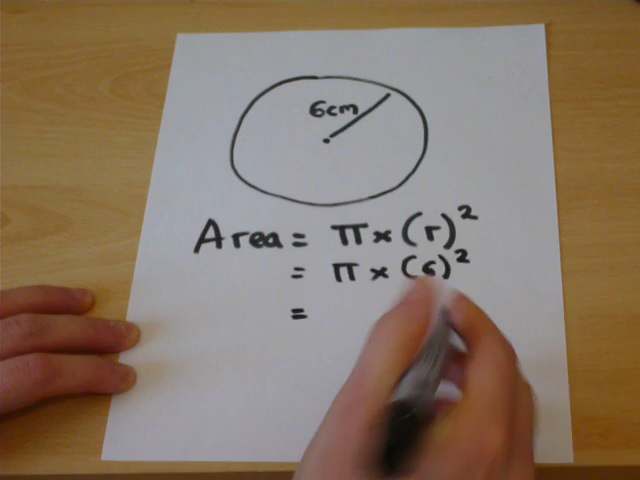 6cm
Area = π × (r)²
= π × (6)²
=